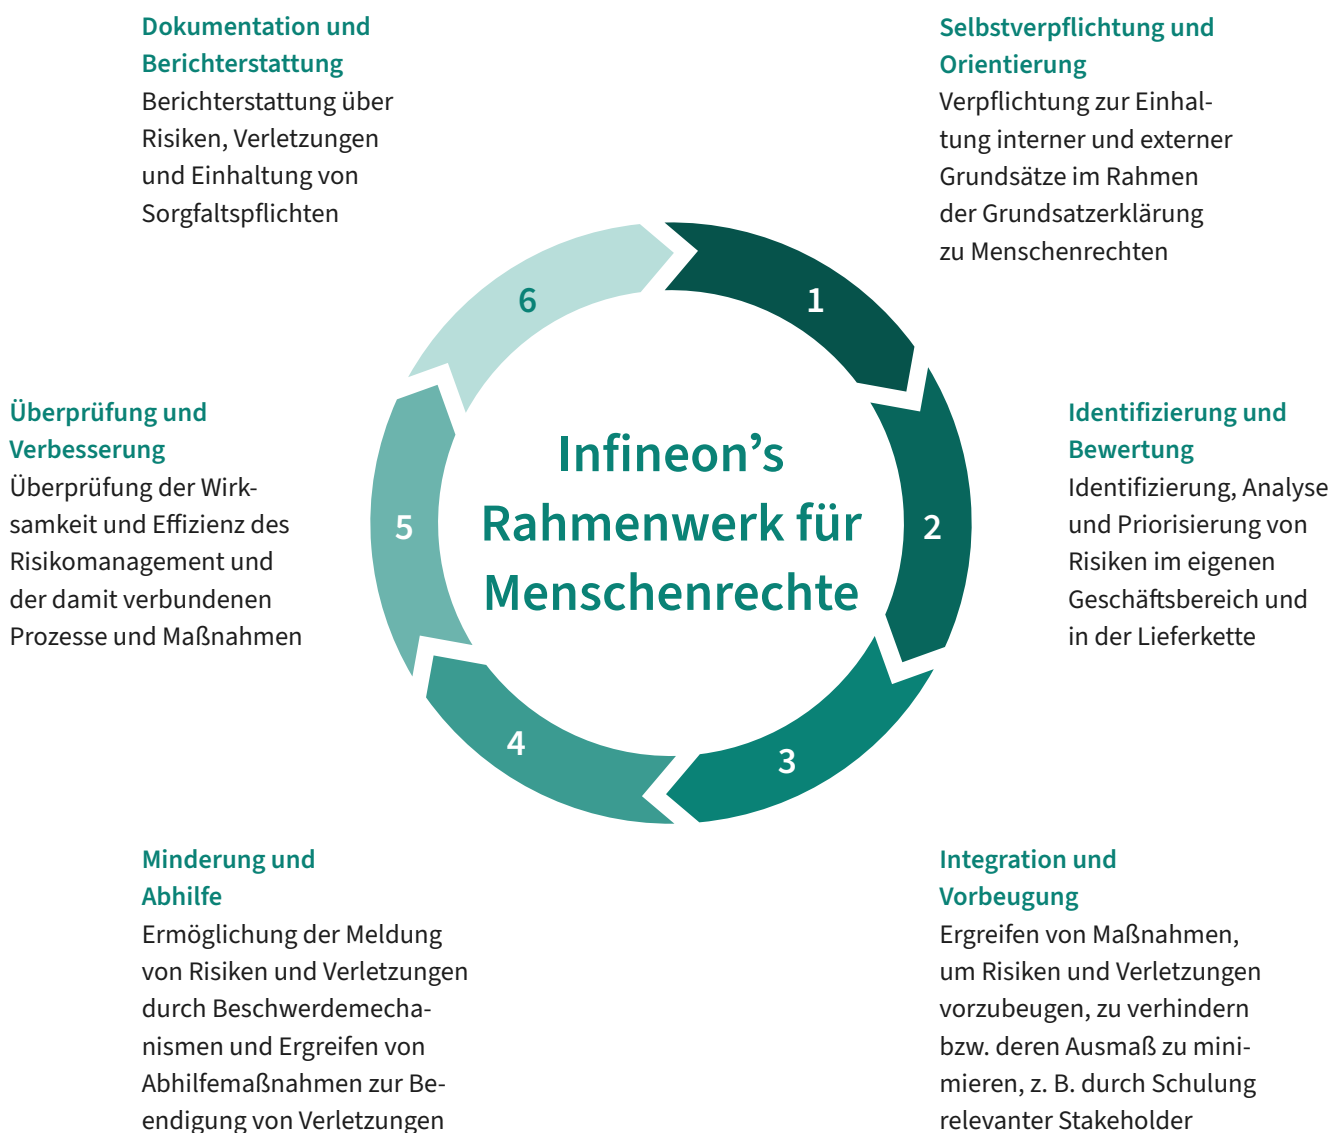 Dokumentation und
Berichterstattung
Berichterstattung über
Risiken, Verletzungen
und Einhaltung von
Sorgfaltspflichten
Selbstverpflichtung und
Orientierung
Verpflichtung zur Einhal-
tung interner und externer
Grundsätze im Rahmen
der Grundsatzerklärung
zu Menschenrechten
6
1
Überprüfung und
Verbesserung
Überprüfung der Wirk-
samkeit und Effizienz des
Risikomanagement und
der damit verbundenen
Prozesse und Maßnahmen
5
Infineon’s
Rahmenwerk für
Menschenrechte
2
Identifizierung und
Bewertung
Identifizierung, Analyse
und Priorisierung von
Risiken im eigenen
Geschäftsbereich und
in der Lieferkette
4
3
Minderung und
Abhilfe
Ermöglichung der Meldung
von Risiken und Verletzungen
durch Beschwerdemecha-
nismen und Ergreifen von
Abhilfemaßnahmen zur Be-
endigung von Verletzungen
Integration und
Vorbeugung
Ergreifen von Maßnahmen,
um Risiken und Verletzungen
vorzubeugen, zu verhindern
bzw. deren Ausmaß zu mini-
mieren, z. B. durch Schulung
relevanter Stakeholder